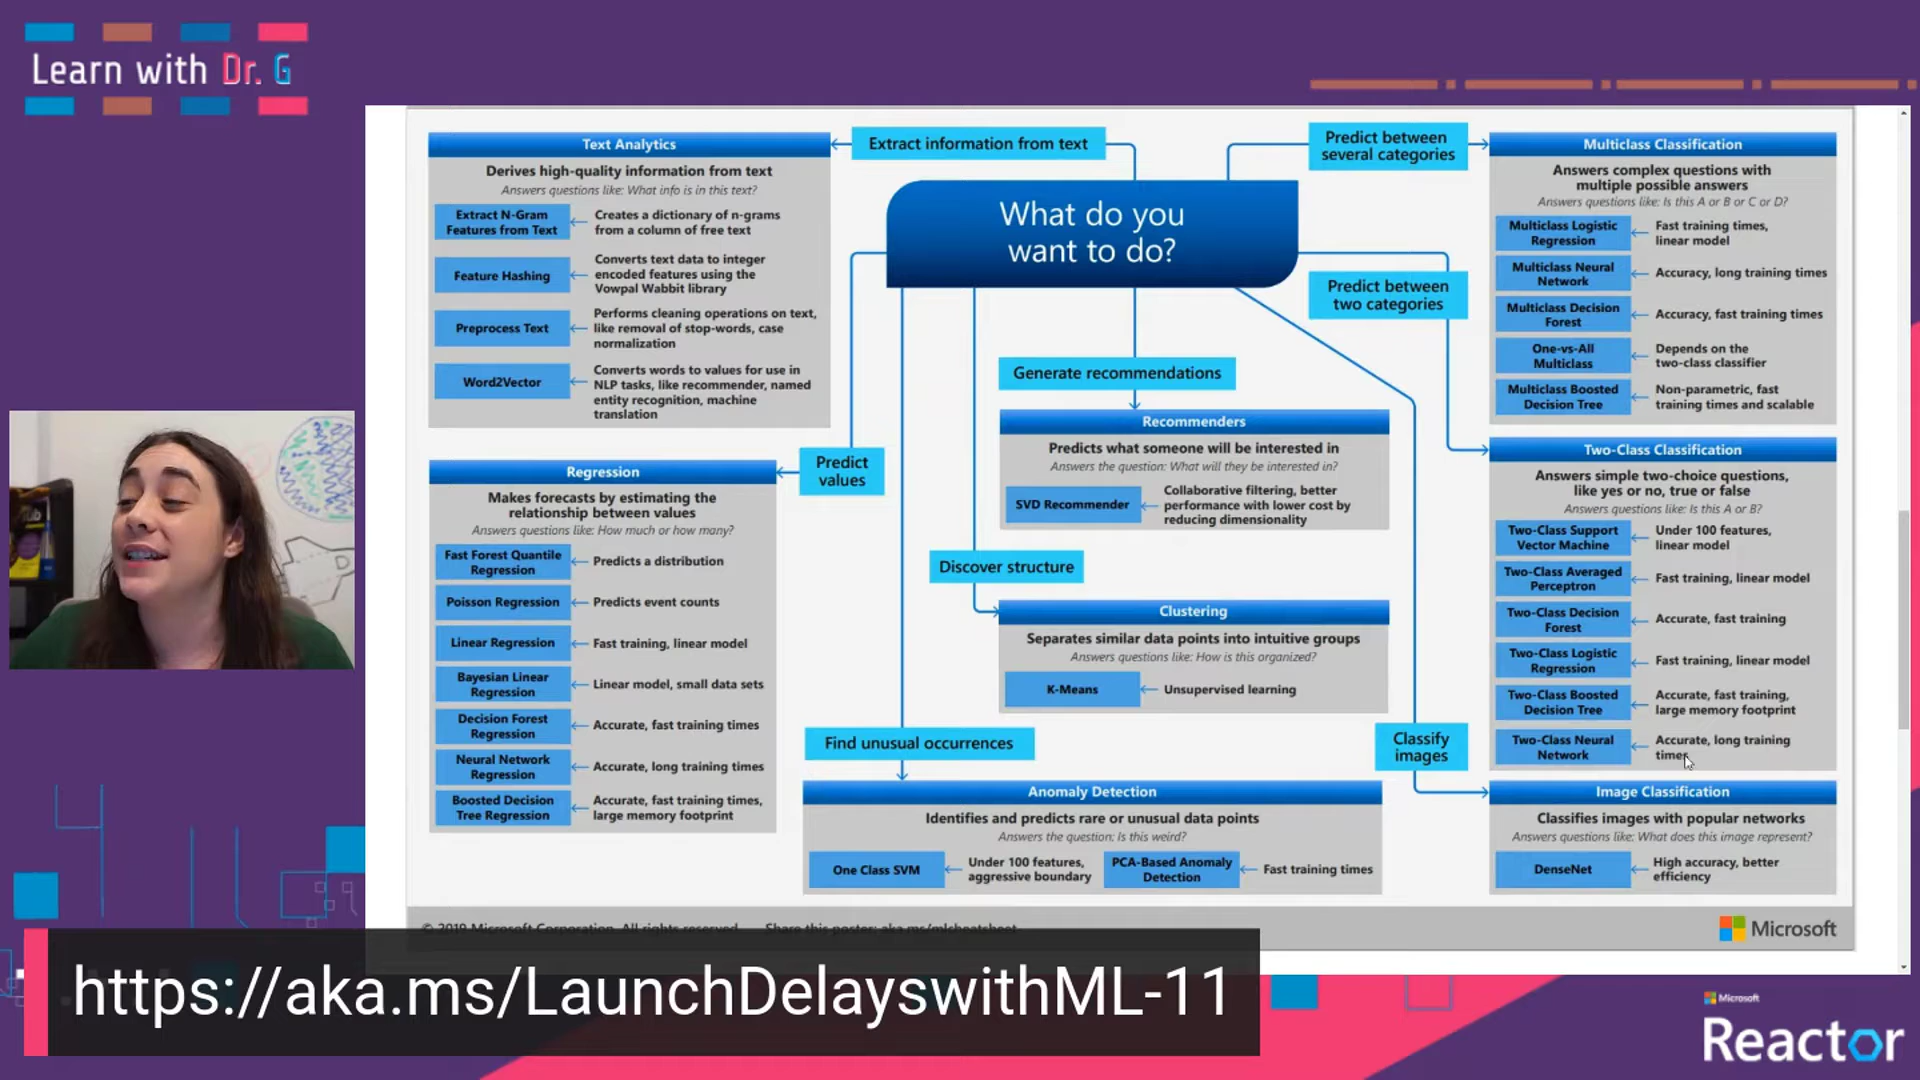 Learn with Dr. G
Text Analytics
Derives high-quality information from text
Answers questions like: What info is in this text?
Extract N-Gram
Features from Text
Creates a dictionary of n-grams
from a column of free text
Feature Hashing
Converts text data to integer
encoded features using the
Vowpal Wabbit library
Preprocess Text
Performs cleaning operations on text,
like removal of stop-words, case
normalization
Word2Vector
Converts words to values for use in
NLP tasks, like recommender, named
entity recognition, machine
translation
Extract information from text
What do you
want to do?
Predict between
several categories
Multiclass Classification
Answers complex questions with
multiple possible answers
Answers questions like: Is this A or B or C or D?
Multiclass Logistic
Regression
Fast training times,
linear model
Multiclass Neural
Network
Accuracy, long training times
Multiclass Decision
Forest
Accuracy, fast training times
One-vs-All
Multiclass
Depends on the
two-class classifier
Multiclass Boosted
Decision Tree
Non-parametric, fast
training times and scalable
Predict between
two categories
Two-Class Classification
Answers simple two-choice questions,
like yes or no, true or false
Answers questions like: Is this A or B?
Two-Class Support
Vector Machine
Under 100 features,
linear model
Two-Class Averaged
Perceptron
Fast training, linear model
Two-Class Decision
Forest
Accurate, fast training
Two-Class Logistic
Regression
Fast training, linear model
Two-Class Boosted
Decision Tree
Accurate, fast training,
large memory footprint
Two-Class Neural
Network
Accurate, long training
times
Generate recommendations
Recommenders
Predicts what someone will be interested in
Answers the question: What will they be interested in?
SVD Recommender
Collaborative filtering, better
performance with lower cost by
reducing dimensionality
Predict
values
Regression
Makes forecasts by estimating the
relationship between values
Answers questions like: How much or how many?
Fast Forest Quantile
Regression
Predicts a distribution
Poisson Regression
Predicts event counts
Linear Regression
Fast training, linear model
Bayesian Linear
Regression
Linear model, small data sets
Decision Forest
Regression
Accurate, fast training times
Neural Network
Regression
Accurate, long training times
Boosted Decision
Tree Regression
Accurate, fast training times,
large memory footprint
Discover structure
Clustering
Separates similar data points into intuitive groups
Answers questions like: How is this organized?
K-Means
Unsupervised learning
Find unusual occurrences
Anomaly Detection
Identifies and predicts rare or unusual data points
Answers the question: Is this weird?
One Class SVM
Under 100 features,
aggressive boundary
PCA-Based Anomaly
Detection
Fast training times
Classify
images
Image Classification
Classifies images with popular networks
Answers questions like: What does this image represent?
DenseNet
High accuracy, better
efficiency
© 2019 Microsoft Corporation. All rights reserved. Share this poster: aka.ms/mlcheatsheet
Microsoft
https://aka.ms/LaunchDelayswithML-11
Microsoft
Reactor